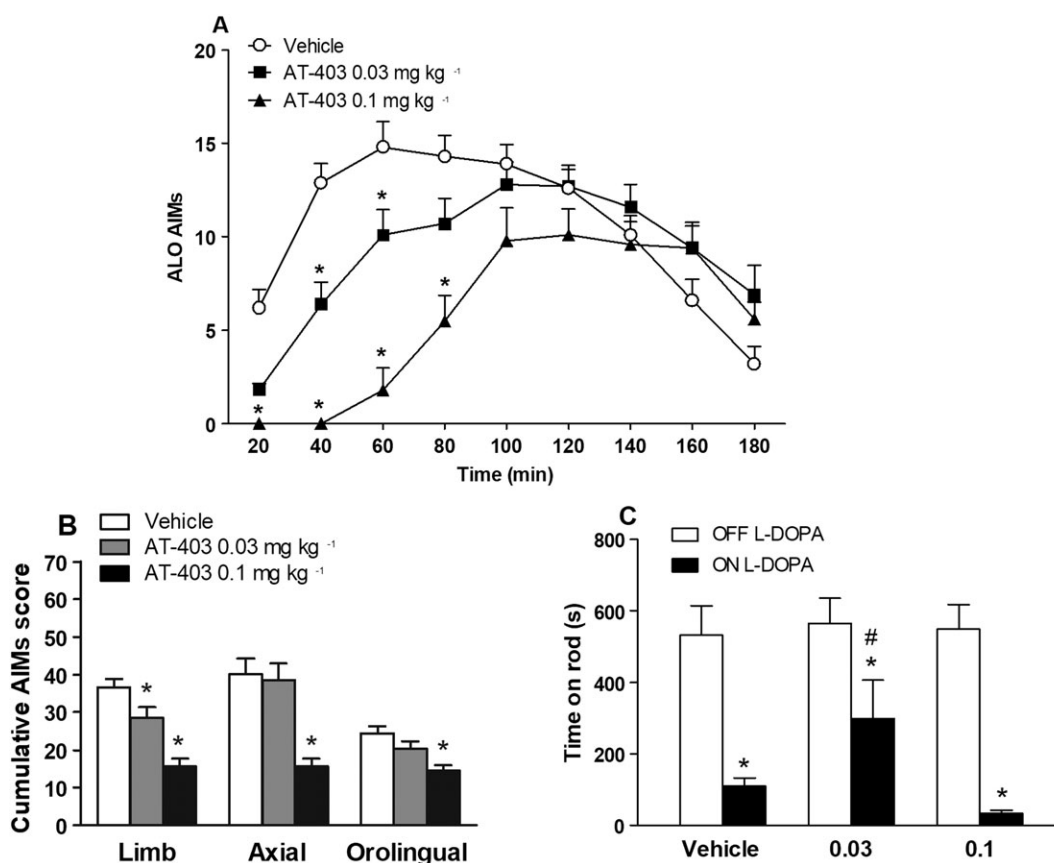 A
Vehicle
AT-403 0.03 mg kg ⁻¹
AT-403 0.1 mg kg ⁻¹
20
15
10
5
0
ALO AIMs
*
*
*
*
*
*
*
20 40 60 80 100 120 140 160 180
Time (min)
B
Vehicle
AT-403 0.03 mg kg ⁻¹
AT-403 0.1 mg kg ⁻¹
70
60
50
40
30
20
10
0
Cumulative AIMs score
*
*
*
*
Limb Axial Orolingual
C
OFF L-DOPA
ON L-DOPA
800
600
400
200
0
Time on rod (s)
#
*
*
*
Vehicle 0.03 0.1